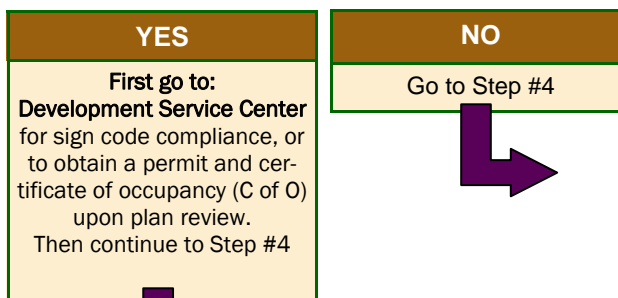 YES
First go to:
Development Service Center
for sign code compliance, or
to obtain a permit and cer-
tificate of occupancy (C of O)
upon plan review.
Then continue to Step #4
NO
Go to Step #4